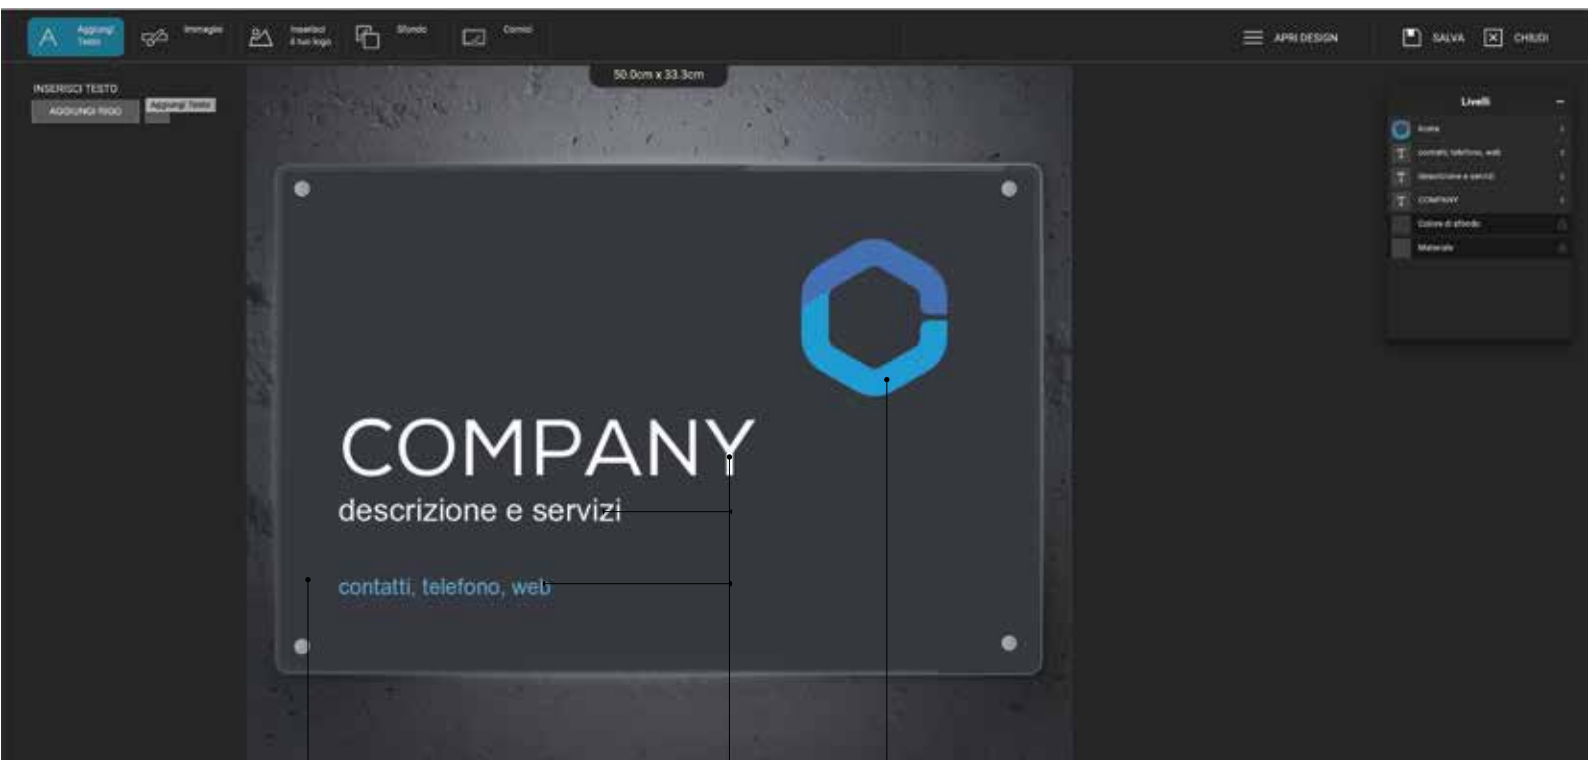 Aggiungi
Testo
Immagini
Inserisci
il tuo logo
Sfondo
Cornici
APRI DESIGN
SALVA
CHIUDI
50.0cm x 33.3cm
INSERISCI TESTO
AGGIUNGI RIGO
Aggiungi Testo
Livelli
Icona
contatti, telefono, web
descrizione e servizi
COMPANY
Colore di sfondo
Materiale
COMPANY
descrizione e servizi
contatti, telefono, web